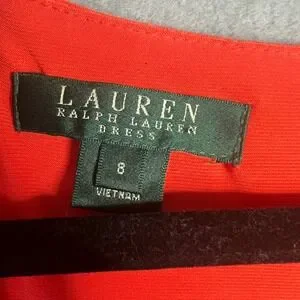 LAUREN
RALPH LAUREN
DRESS
8
VIETNAM